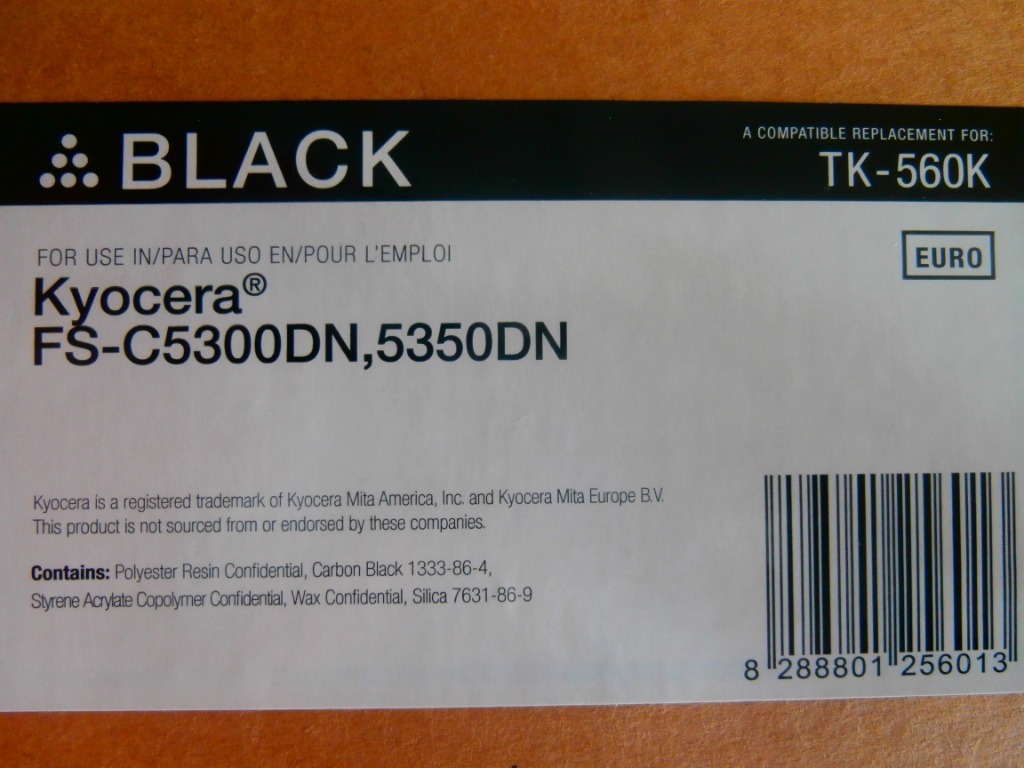 BLACK
A COMPATIBLE REPLACEMENT FOR:
TK-560K
EURO
FOR USE IN/PARA USO EN/POUR L'EMPLOI
Kyocera®
FS-C5300DN,5350DN
Kyocera is a registered trademark of Kyocera Mita America, Inc. and Kyocera Mita Europe B.V.
This product is not sourced from or endorsed by these companies.
Contains: Polyester Resin Confidential, Carbon Black 1333-86-4,
Styrene Acrylate Copolymer Confidential, Wax Confidential, Silica 7631-86-9
8 288801 256013